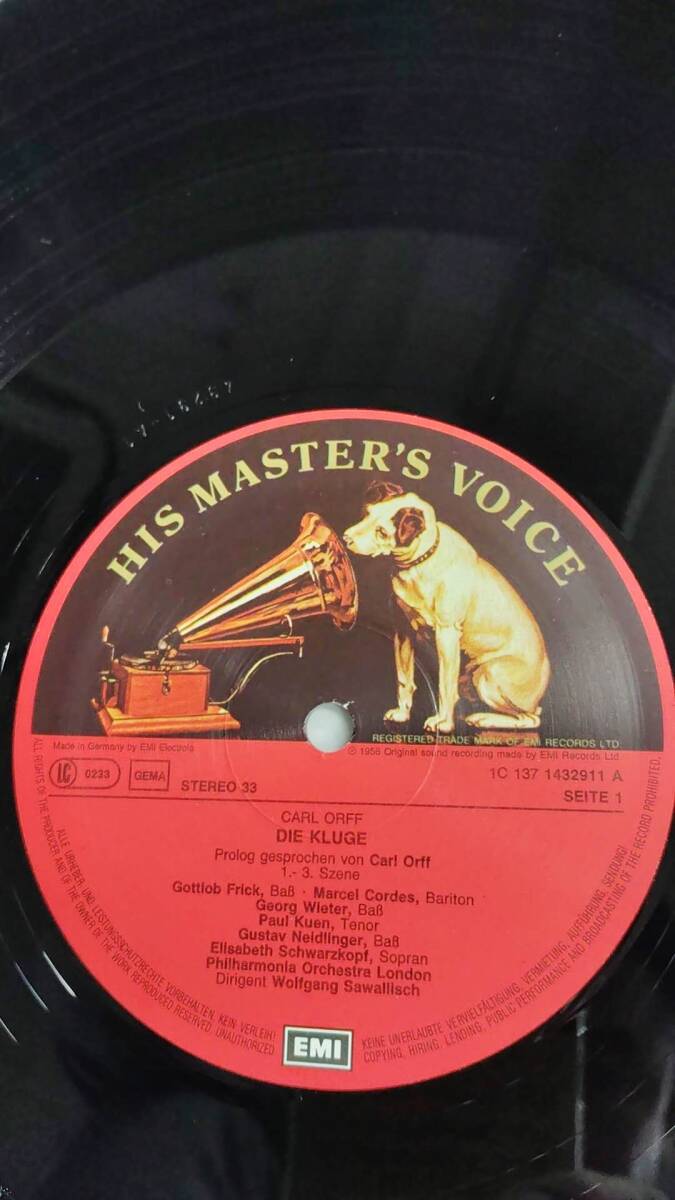 43291-A1
HIS MASTER'S VOICE
REGISTERED TRADE MARK OF EMI RECORDS LTD
Made in Germany by EMI Electrola
℗ 1958 Original sound recording made by EMI Records Ltd.
LC 0233
GEMA
STEREO 33
1C 137 1432911 A
SEITE 1
CARL ORFF
DIE KLUGE
Prolog gesprochen von Carl Orff
1.- 3. Szene
Gottlob Frick, Baß · Marcel Cordes, Bariton
Georg Wieter, Baß
Paul Kuen, Tenor
Gustav Neidlinger, Baß
Elisabeth Schwarzkopf, Sopran
Philharmonia Orchestra London
Dirigent Wolfgang Sawallisch
EMI
ALLE URHEBER- UND LEISTUNGSSCHUTZRECHTE VORBEHALTEN. KEIN VERLEIH! KEINE UNERLAUBTE VERVIELFÄLTIGUNG, VERMIETUNG, AUFFÜHRUNG, SENDUNG!
ALL RIGHTS OF THE PRODUCER AND OF THE OWNER OF THE WORK REPRODUCED RESERVED. UNAUTHORIZED COPYING, HIRING, LENDING, PUBLIC PERFORMANCE AND BROADCASTING OF THE RECORD PROHIBITED.